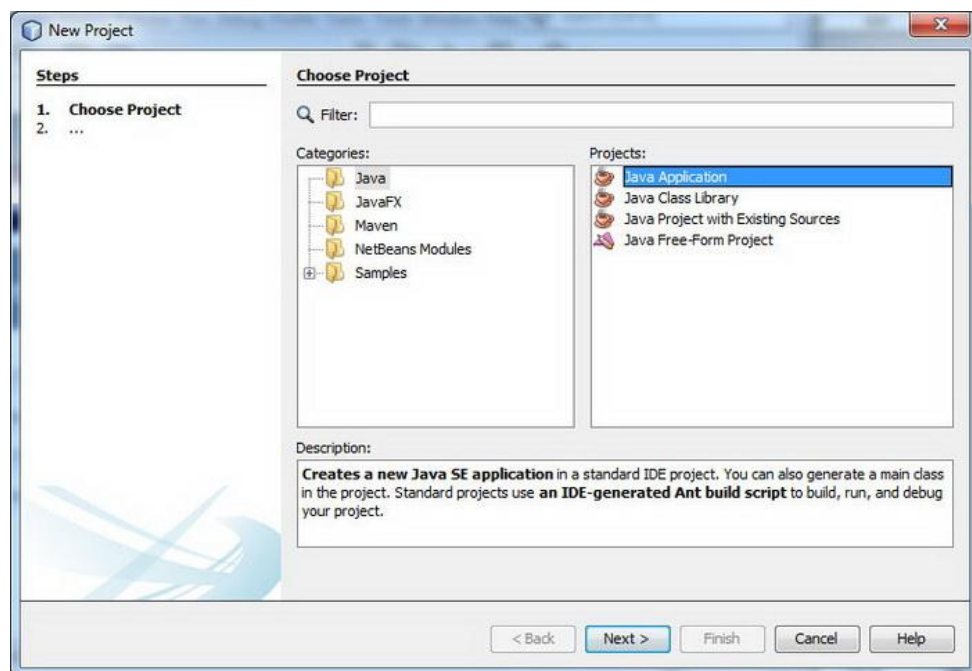 New Project
Steps
1. Choose Project
2. ...
Choose Project
Filter:
Categories:
Java
JavaFX
Maven
NetBeans Modules
Samples
Projects:
Java Application
Java Class Library
Java Project with Existing Sources
Java Free-Form Project
Description:
Creates a new Java SE application in a standard IDE project. You can also generate a main class
in the project. Standard projects use an IDE-generated Ant build script to build, run, and debug
your project.
< Back
Next >
Finish
Cancel
Help